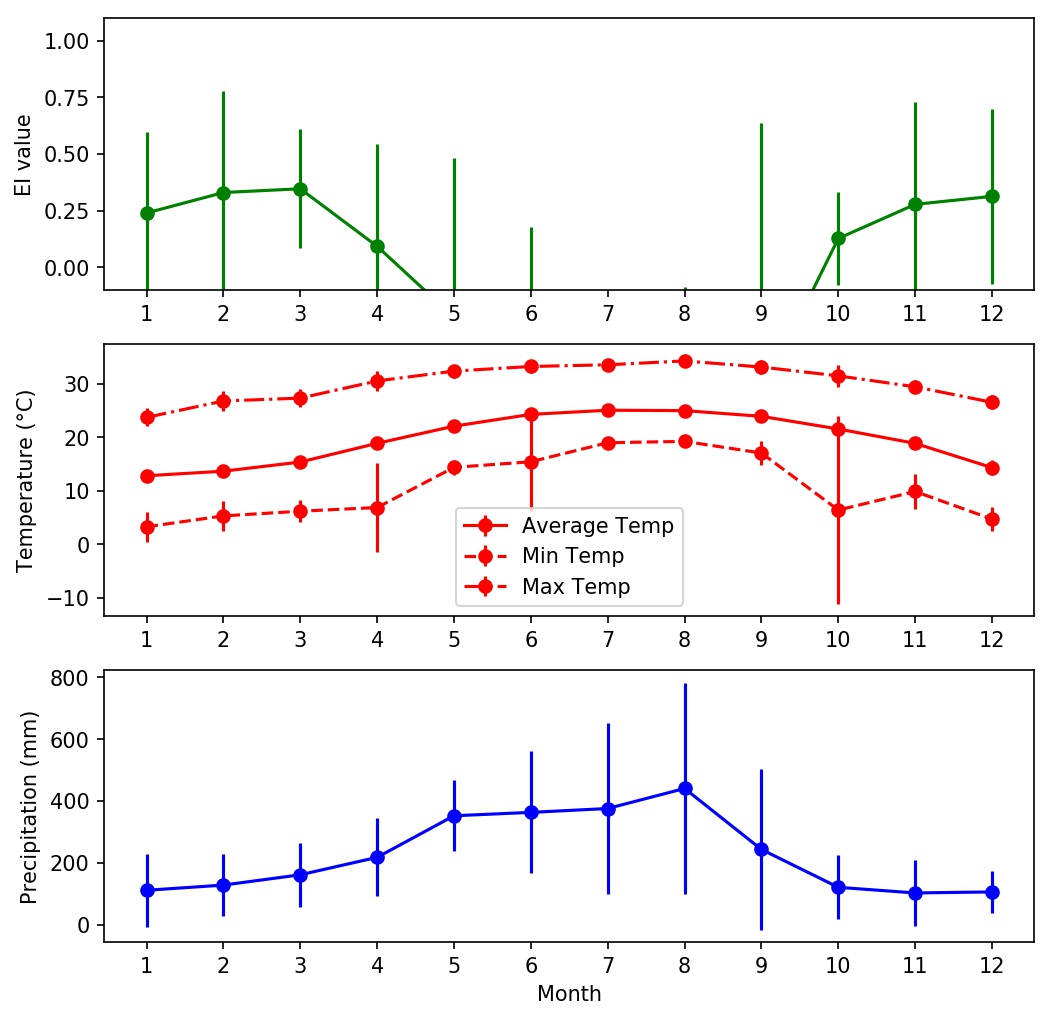 1.00
0.75
0.50
0.25
0.00
EI value
1 2 3 4 5 6 7 8 9 10 11 12
30
20
10
0
−10
Temperature (°C)
Average Temp
Min Temp
Max Temp
1 2 3 4 5 6 7 8 9 10 11 12
800
600
400
200
0
Precipitation (mm)
1 2 3 4 5 6 7 8 9 10 11 12
Month